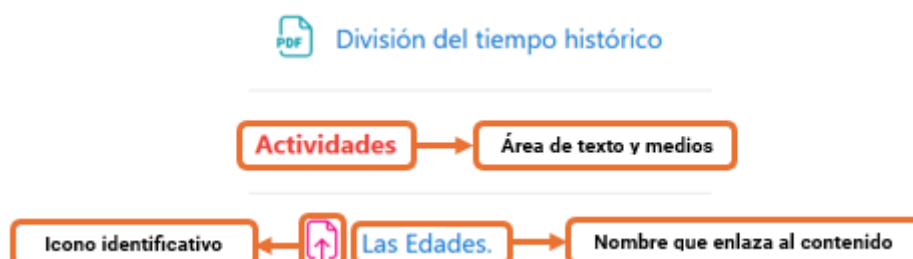 PDF División del tiempo histórico
Actividades Área de texto y medios
Icono identificativo Las Edades. Nombre que enlaza al contenido